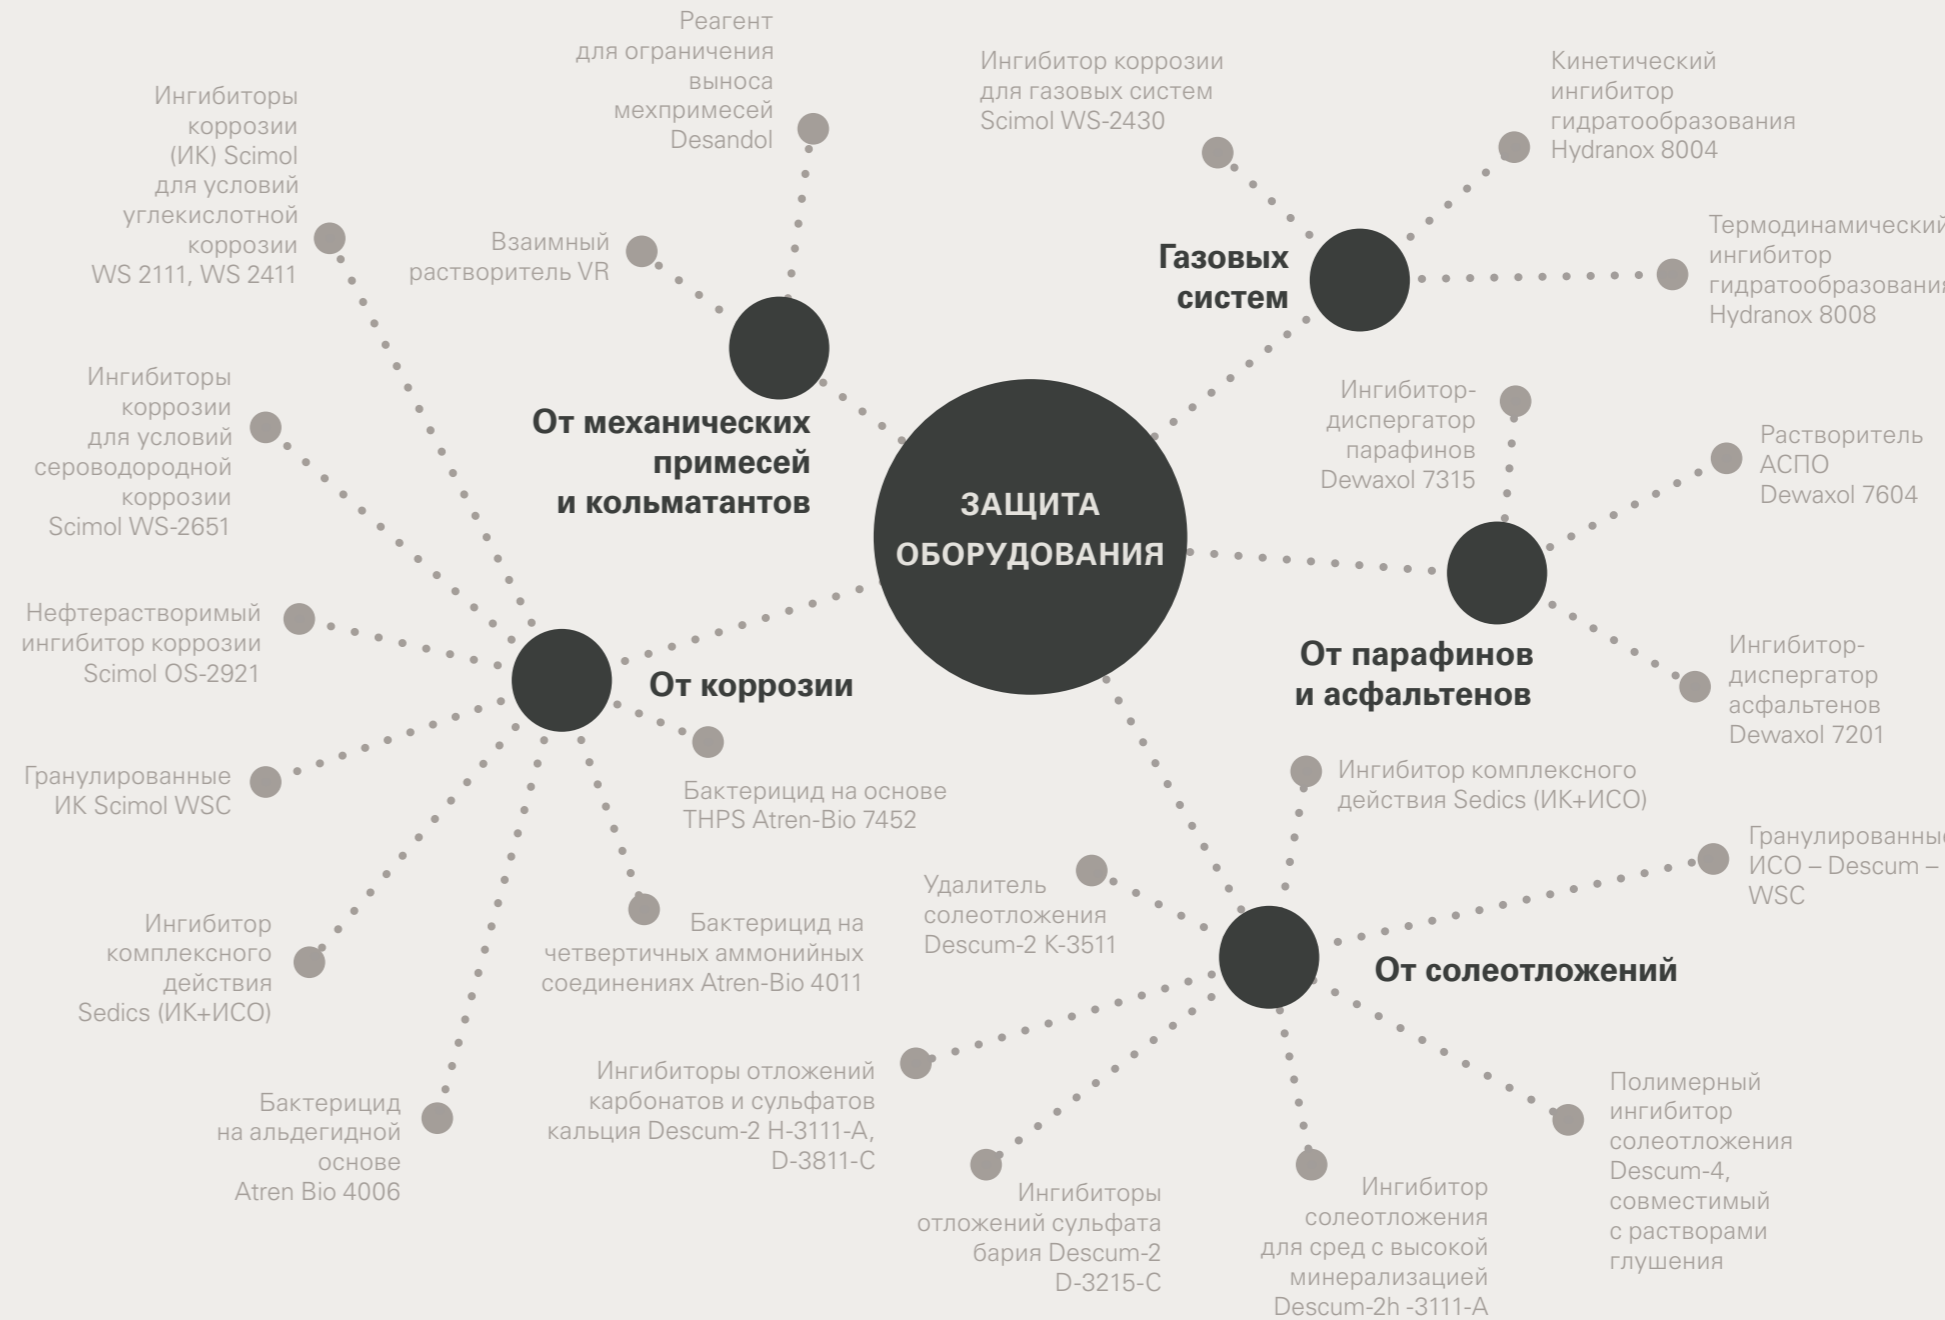 Реагент
для ограничения
выноса
мехпримесей
Desandol
Ингибитор коррозии
для газовых систем
Scimol WS-2430
Кинетический
ингибитор
гидратообразования
Hydranox 8004
Ингибиторы
коррозии
(ИК) Scimol
для условий
углекислотной
коррозии
WS 2111, WS 2411
Взаимный
растворитель VR
Газовых
систем
Термодинамический
ингибитор
гидратообразования
Hydranox 8008
Ингибиторы
коррозии
для условий
сероводородной
коррозии
Scimol WS-2651
От механических
примесей
и кольматантов
ЗАЩИТА
ОБОРУДОВАНИЯ
Ингибитор-
диспергатор
парафинов
Dewaxol 7315
Растворитель
АСПО
Dewaxol 7604
Нефтерастворимый
ингибитор коррозии
Scimol OS-2921
От коррозии
От парафинов
и асфальтенов
Ингибитор-
диспергатор
асфальтенов
Dewaxol 7201
Гранулированные
ИК Scimol WSC
Бактерицид на основе
THPS Atren-Bio 7452
Ингибитор комплексного
действия Sedics (ИК+ИСО)
Гранулированные
ИСО – Descum –
WSC
Удалитель
солеотложения
Descum-2 K-3511
Ингибитор
комплексного
действия
Sedics (ИК+ИСО)
Бактерицид на
четвертичных аммонийных
соединениях Atren-Bio 4011
От солеотложений
Бактерицид
на альдегидной
основе
Atren Bio 4006
Ингибиторы отложений
карбонатов и сульфатов
кальция Descum-2 H-3111-A,
D-3811-C
Ингибиторы
отложений сульфата
бария Descum-2
D-3215-C
Ингибитор
солеотложения
для сред с высокой
минерализацией
Descum-2h -3111-A
Полимерный
ингибитор
солеотложения
Descum-4,
совместимый
с растворами
глушения